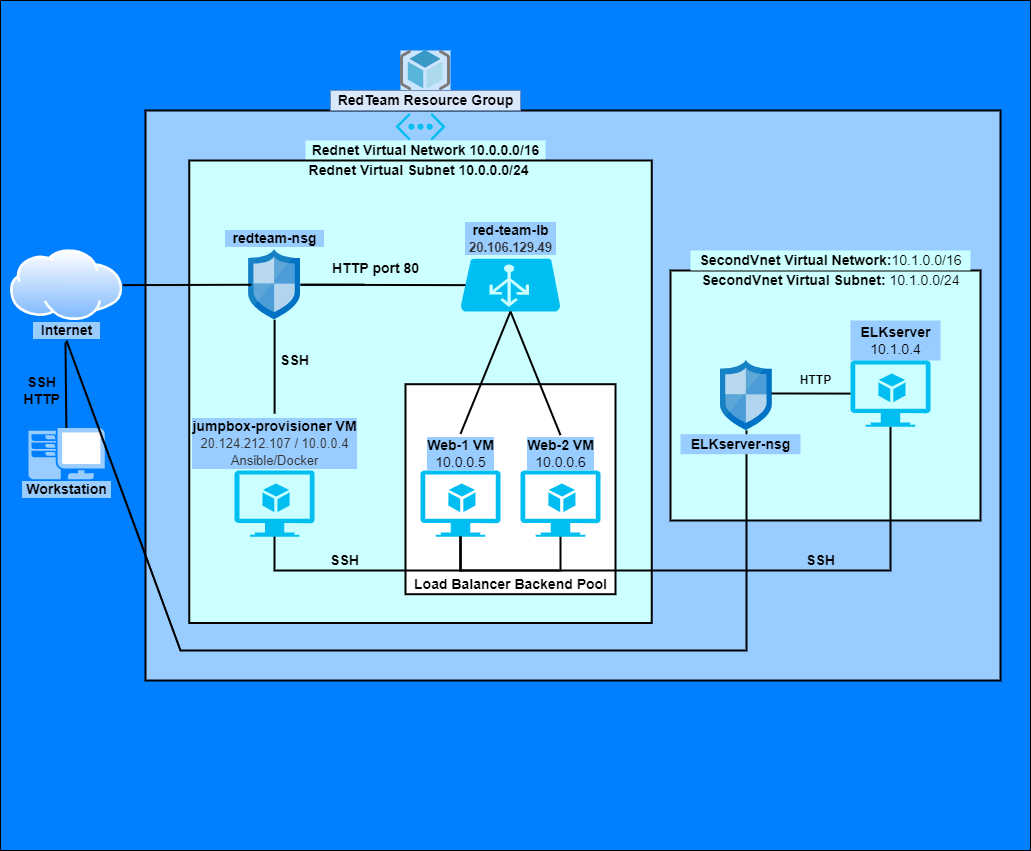 RedTeam Resource Group
Rednet Virtual Network 10.0.0.0/16
Rednet Virtual Subnet 10.0.0.0/24
redteam-nsg
HTTP port 80
red-team-lb
20.106.129.49
SecondVnet Virtual Network:10.1.0.0/16
SecondVnet Virtual Subnet: 10.1.0.0/24
Internet
SSH
HTTP
Workstation
SSH
jumpbox-provisioner VM
20.124.212.107 / 10.0.0.4
Ansible/Docker
Web-1 VM
10.0.0.5
Web-2 VM
10.0.0.6
ELKserver
10.1.0.4
HTTP
ELKserver-nsg
SSH
SSH
Load Balancer Backend Pool